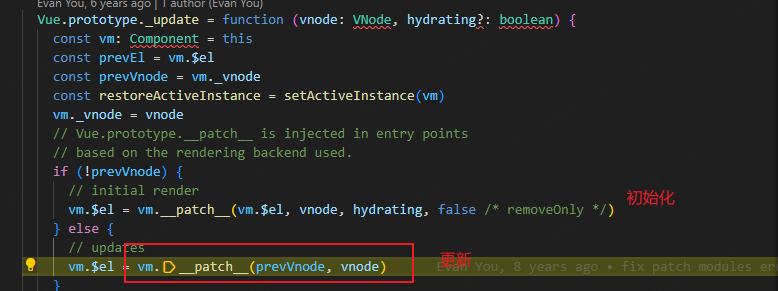 Evan You, 6 years ago | 1 author (Evan You)
Vue.prototype._update = function (vnode: VNode, hydrating?: boolean) {
const vm: Component = this
const prevEl = vm.$el
const prevVnode = vm._vnode
const restoreActiveInstance = setActiveInstance(vm)
vm._vnode = vnode
// Vue.prototype.__patch__ is injected in entry points
// based on the rendering backend used.
if (!prevVnode) {
// initial render
初始化
vm.$el = vm.__patch__(vm.$el, vnode, hydrating, false /* removeOnly */)
} else {
// updates
更新
vm.$el = vm.__patch__(prevVnode, vnode) Evan You, 8 years ago • fix patch modules
}